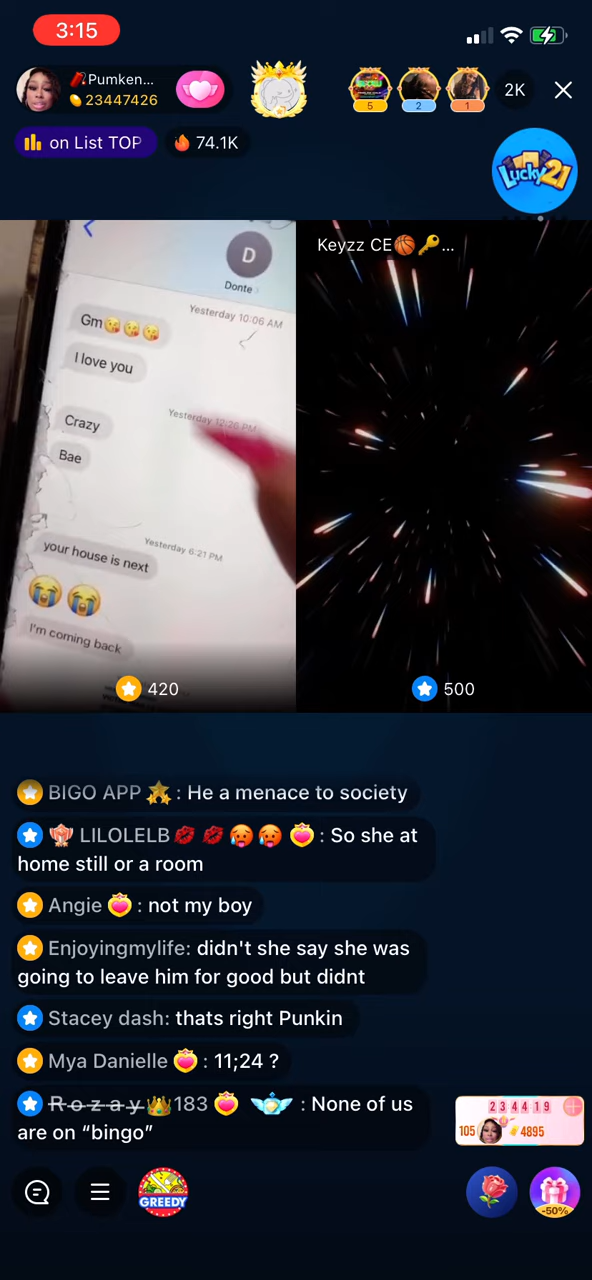 3:15
Pumken...
23447426
5
2
1
2K
on List TOP
74.1K
Lucky21
D
Donte
Yesterday 10:06 AM
Gm😘😘😘
I love you
Yesterday 12:26 PM
Crazy
Bae
Yesterday 6:21 PM
your house is next
😭😭
I'm coming back
Keyzz CE🏀🔑...
420
500
BIGO APP : He a menace to society
LILOLELB💋💋🥵🥵 : So she at
home still or a room
Angie : not my boy
Enjoyingmylife: didn't she say she was
going to leave him for good but didnt
Stacey dash: thats right Punkin
Mya Danielle : 11;24 ?
R o z a y👑183 : None of us
are on “bingo”
2 3 4 4 1 9
105
4895
GREEDY
-50%